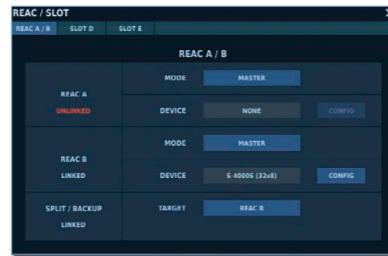 REAC / SLOT
REAC A / B
SLOT D
SLOT E
REAC A / B
REAC A
UNLINKED
MODE
MASTER
DEVICE
NONE
CONFIG
REAC B
LINKED
MODE
MASTER
DEVICE
S-4000S (32x8)
CONFIG
SPLIT / BACKUP
LINKED
TARGET
REAC B